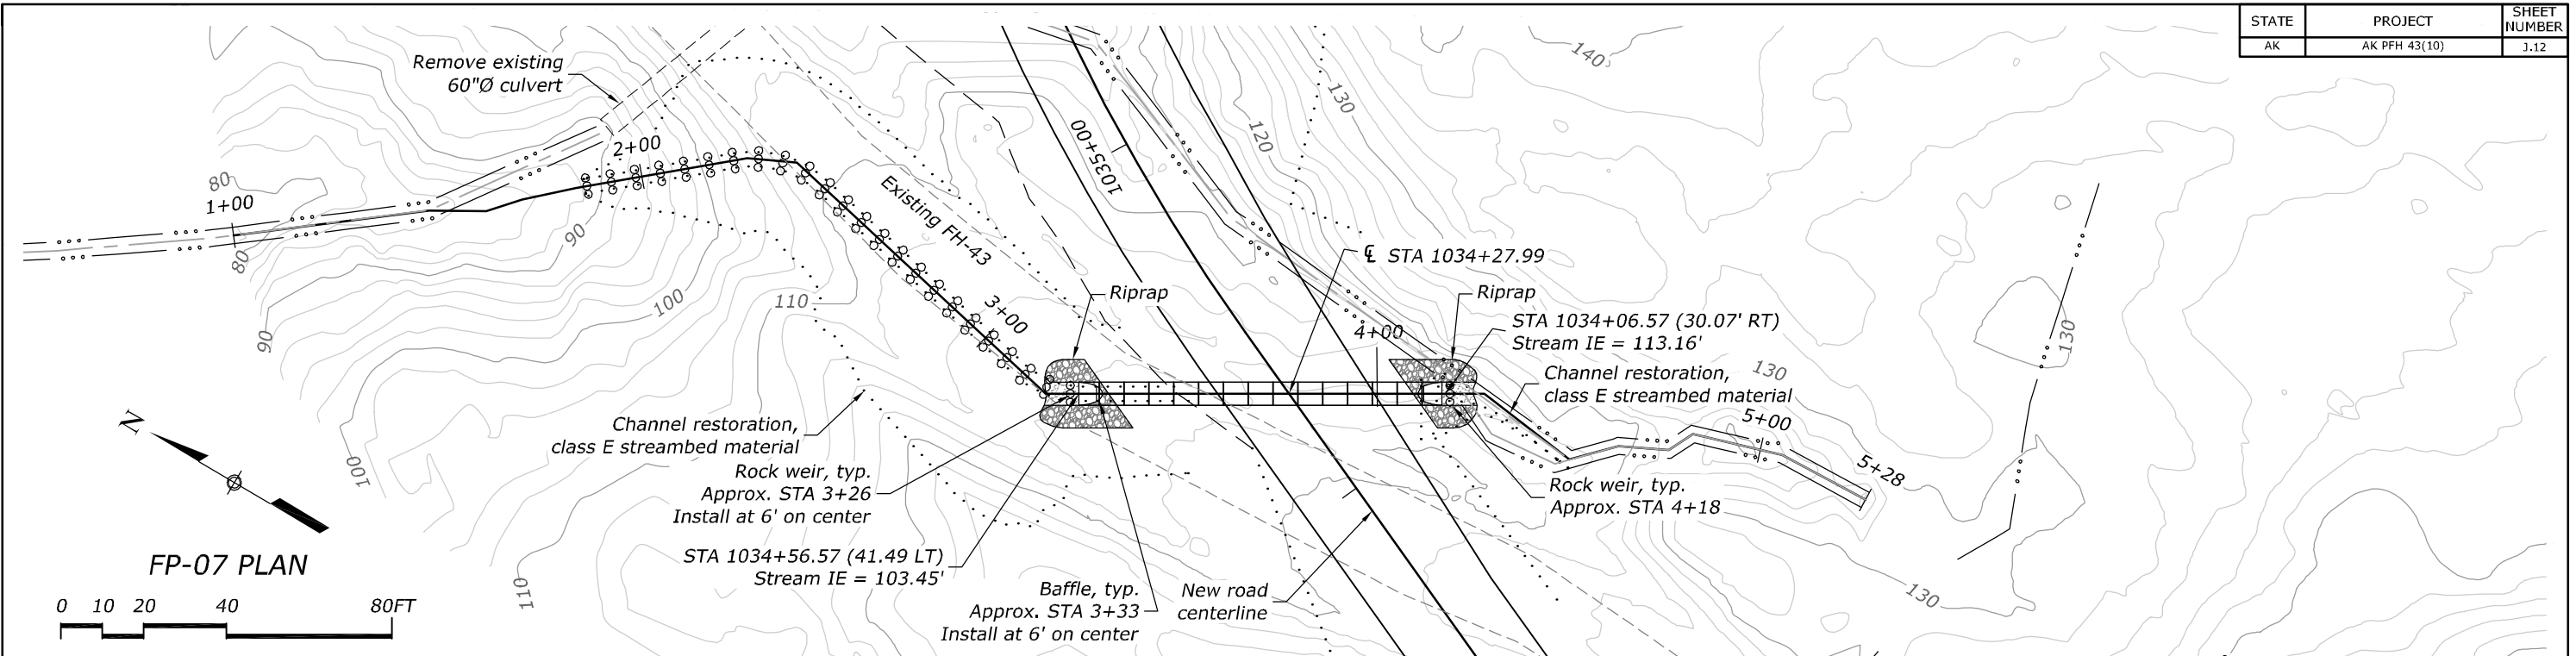 STATE
PROJECT
SHEET
NUMBER
AK
AK PFH 43(10)
J.12
Remove existing
60"Ø culvert
140
130
120
80
1+00
80
2+00
90
Existing FH-43
1035+00
℄ STA 1034+27.99
100
110
90
3+00
Riprap
Riprap
4+00
STA 1034+06.57 (30.07' RT)
Stream IE = 113.16'
130
130
Channel restoration,
class E streambed material
5+00
5+28
N
100
Channel restoration,
class E streambed material
Rock weir, typ.
Approx. STA 3+26
Install at 6' on center
Rock weir, typ.
Approx. STA 4+18
STA 1034+56.57 (41.49 LT)
Stream IE = 103.45'
110
Baffle, typ.
Approx. STA 3+33
Install at 6' on center
New road
centerline
130
FP-07 PLAN
0 10 20 40 80FT